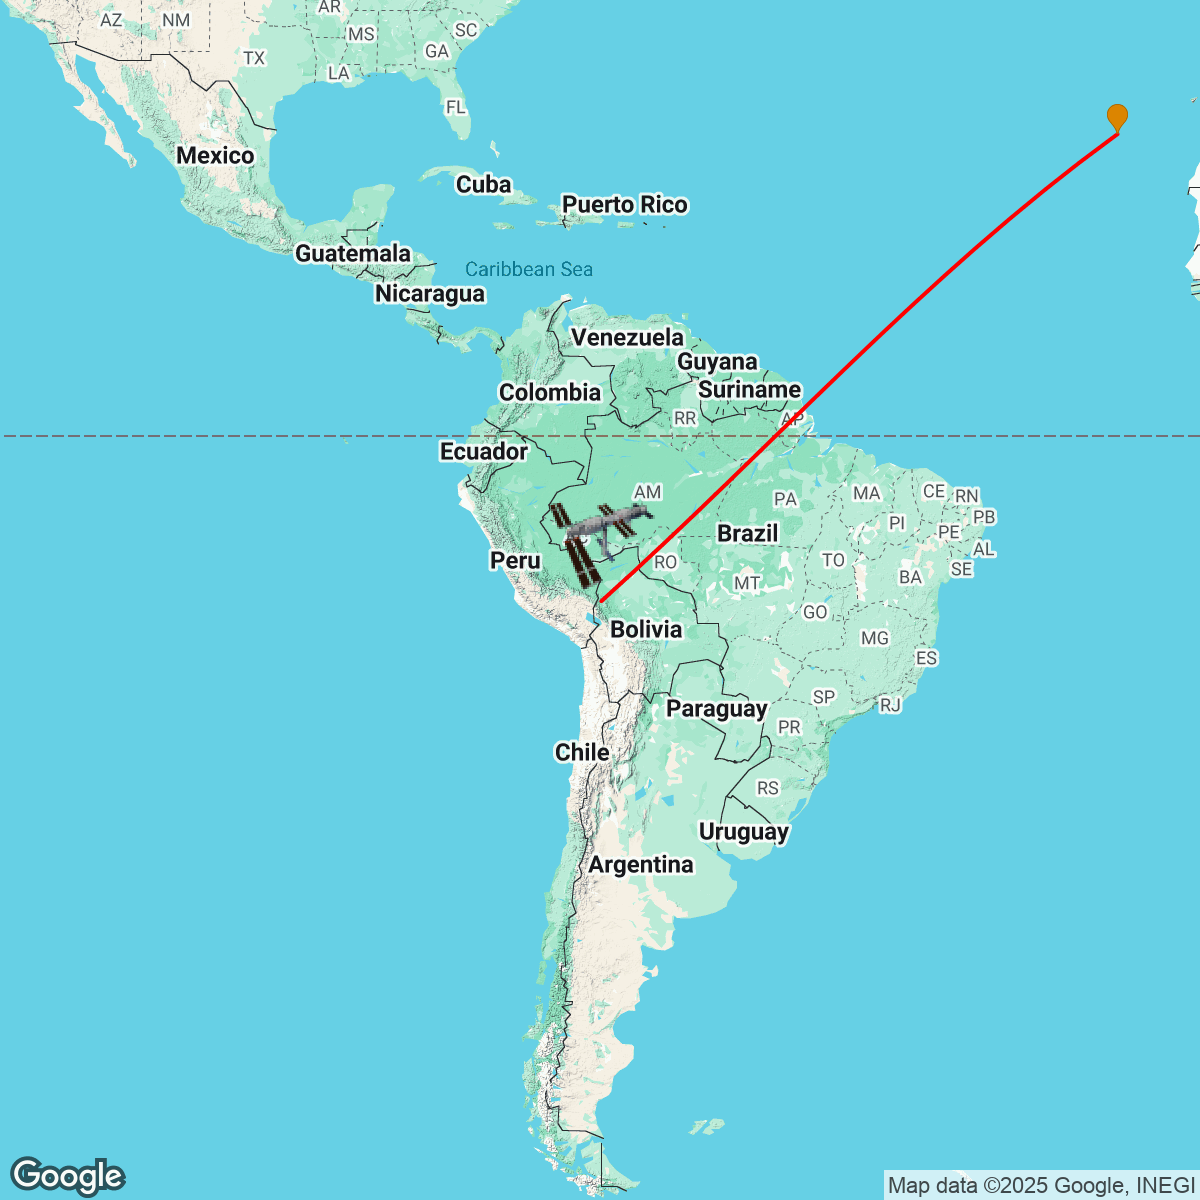 AR
AZ
NM
MS
SC
GA
TX
LA
FL
Mexico
Cuba
Puerto Rico
Guatemala
Caribbean Sea
Nicaragua
Venezuela
Guyana
Suriname
Colombia
RR
AP
Ecuador
AM
PA
MA
CE
RN
PB
PI
PE
Brazil
AL
Peru
RO
TO
SE
BA
MT
GO
Bolivia
MG
ES
SP
RJ
Paraguay
PR
Chile
RS
Uruguay
Argentina
Google
Map data ©2025 Google, INEGI